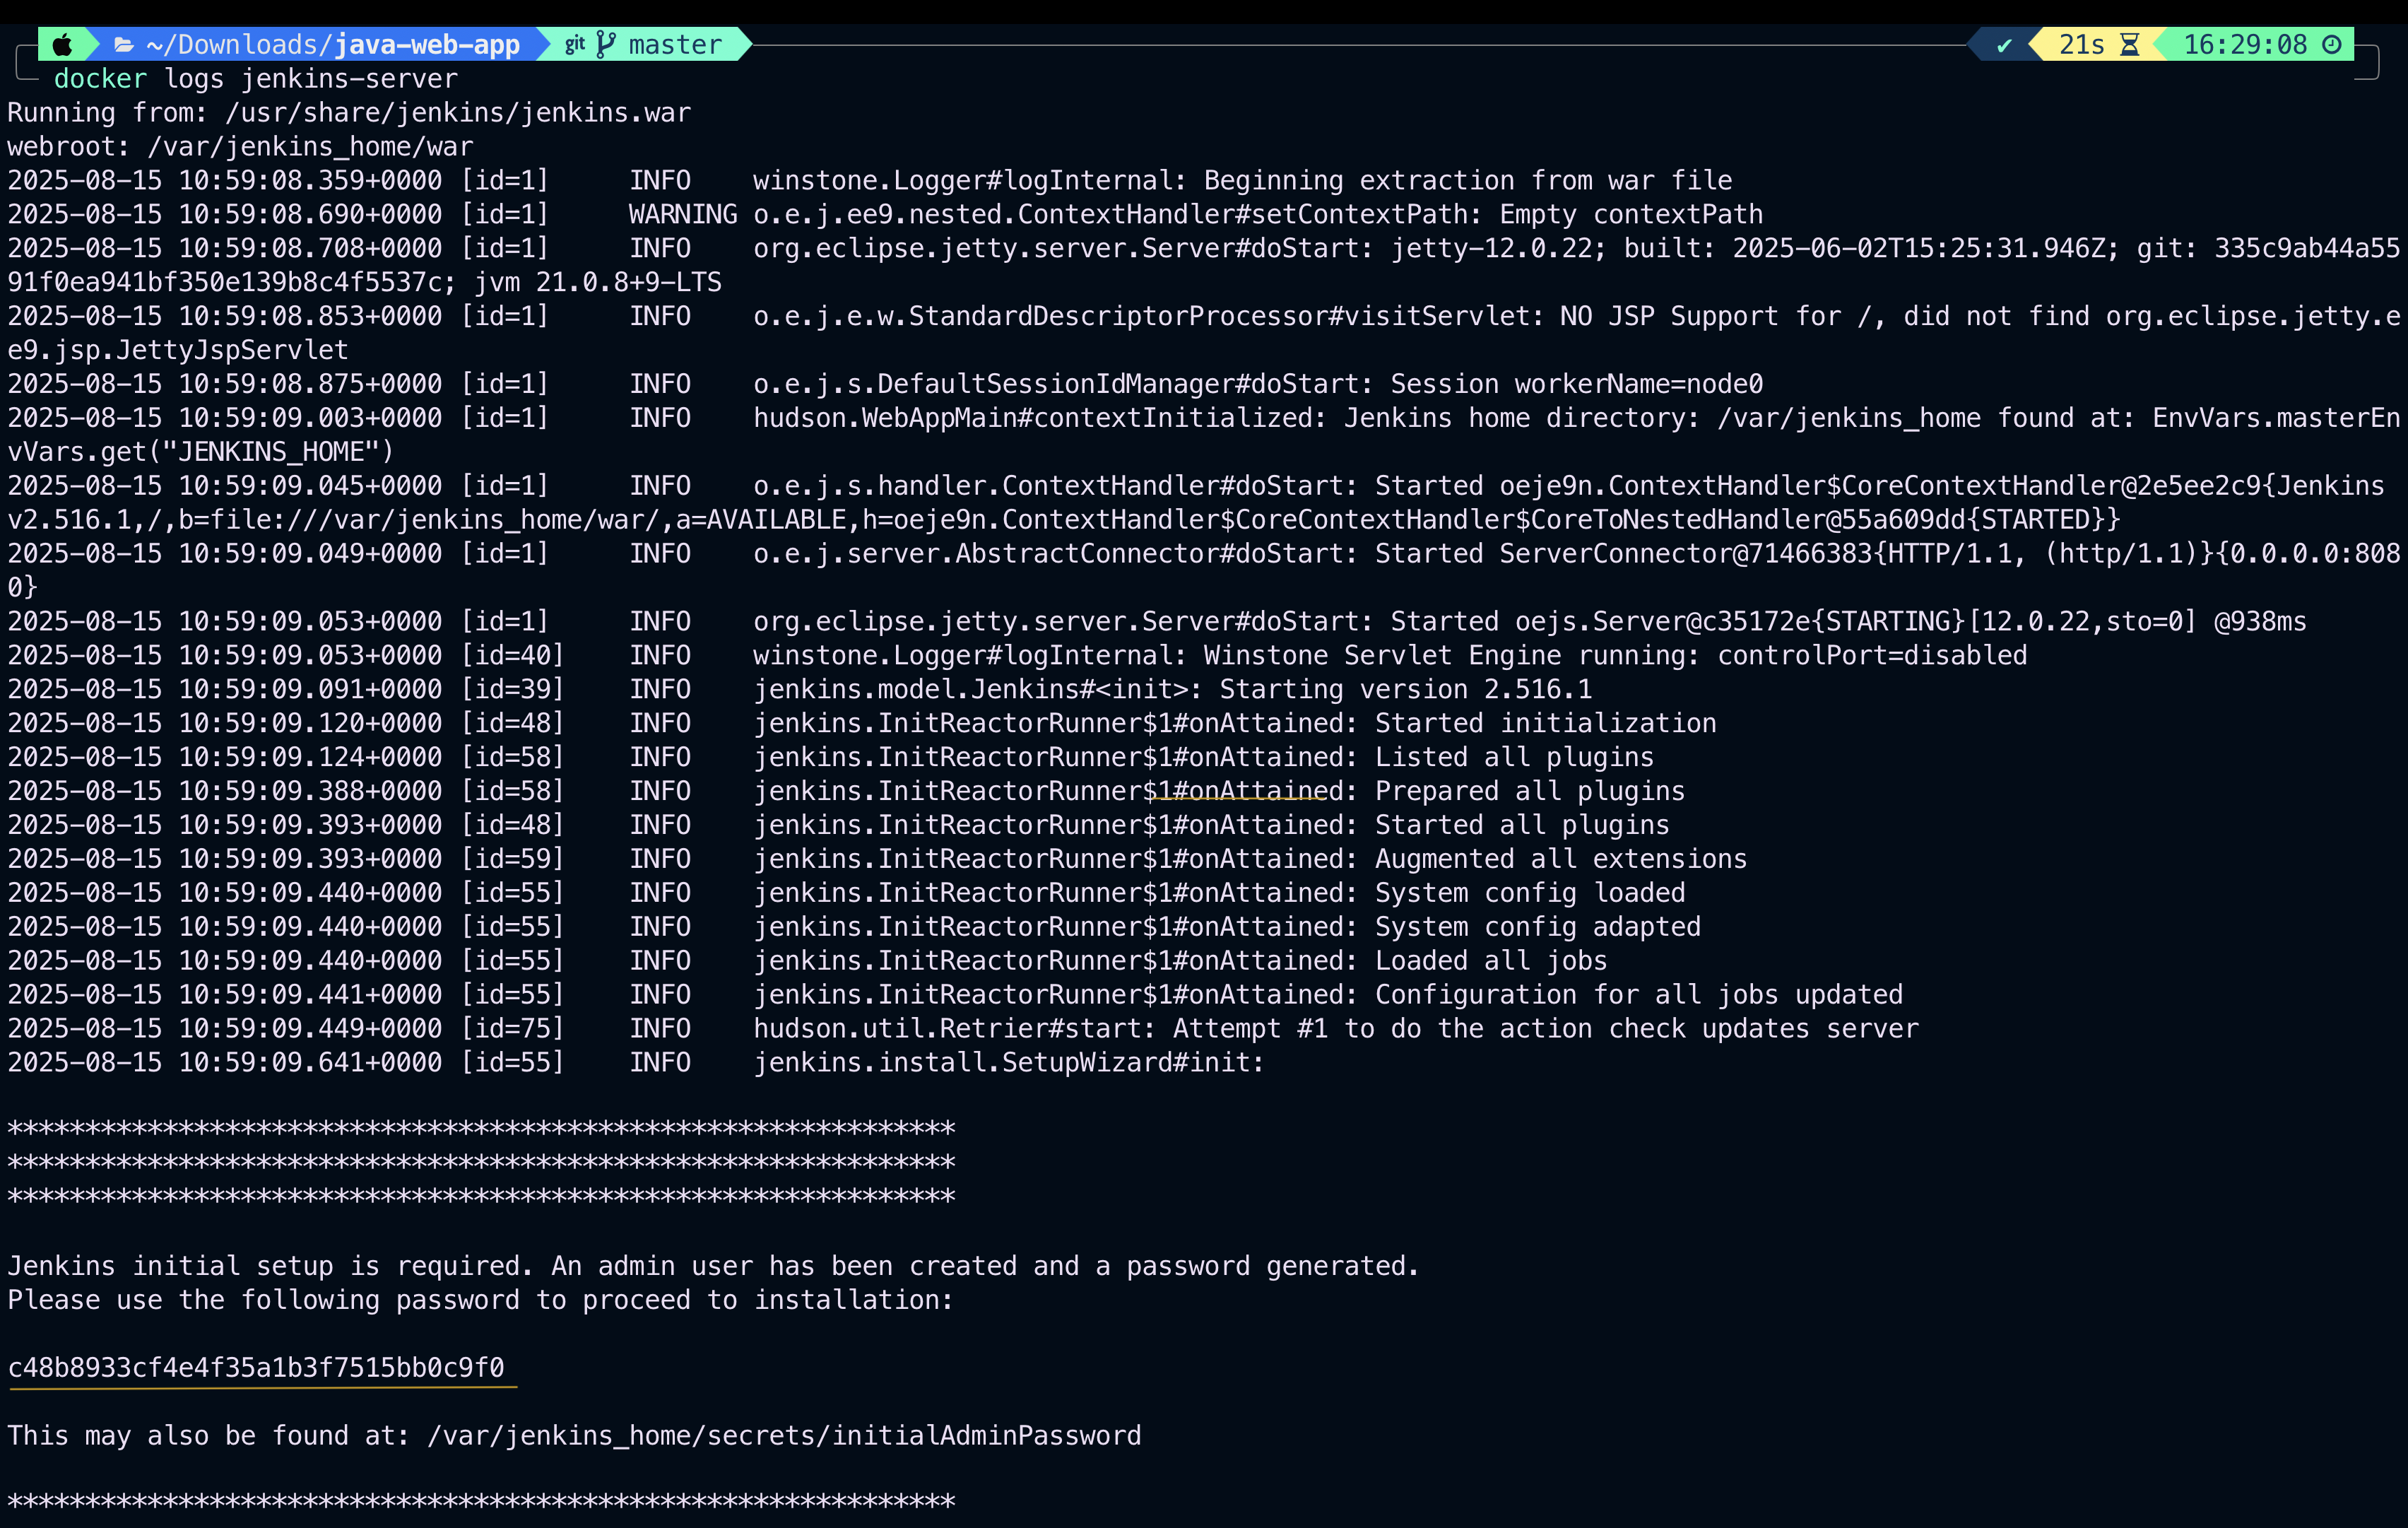 ~/Downloads/java-web-app git master ✔ 21s 16:29:08
docker logs jenkins-server
Running from: /usr/share/jenkins/jenkins.war
webroot: /var/jenkins_home/war
2025-08-15 10:59:08.359+0000 [id=1]     INFO    winstone.Logger#logInternal: Beginning extraction from war file
2025-08-15 10:59:08.690+0000 [id=1]     WARNING o.e.j.ee9.nested.ContextHandler#setContextPath: Empty contextPath
2025-08-15 10:59:08.708+0000 [id=1]     INFO    org.eclipse.jetty.server.Server#doStart: jetty-12.0.22; built: 2025-06-02T15:25:31.946Z; git: 335c9ab44a55
91f0ea941bf350e139b8c4f5537c; jvm 21.0.8+9-LTS
2025-08-15 10:59:08.853+0000 [id=1]     INFO    o.e.j.e.w.StandardDescriptorProcessor#visitServlet: NO JSP Support for /, did not find org.eclipse.jetty.e
e9.jsp.JettyJspServlet
2025-08-15 10:59:08.875+0000 [id=1]     INFO    o.e.j.s.DefaultSessionIdManager#doStart: Session workerName=node0
2025-08-15 10:59:09.003+0000 [id=1]     INFO    hudson.WebAppMain#contextInitialized: Jenkins home directory: /var/jenkins_home found at: EnvVars.masterEn
vVars.get("JENKINS_HOME")
2025-08-15 10:59:09.045+0000 [id=1]     INFO    o.e.j.s.handler.ContextHandler#doStart: Started oeje9n.ContextHandler$CoreContextHandler@2e5ee2c9{Jenkins
v2.516.1,/,b=file:///var/jenkins_home/war/,a=AVAILABLE,h=oeje9n.ContextHandler$CoreContextHandler$CoreToNestedHandler@55a609dd{STARTED}}
2025-08-15 10:59:09.049+0000 [id=1]     INFO    o.e.j.server.AbstractConnector#doStart: Started ServerConnector@71466383{HTTP/1.1, (http/1.1)}{0.0.0.0:808
0}
2025-08-15 10:59:09.053+0000 [id=1]     INFO    org.eclipse.jetty.server.Server#doStart: Started oejs.Server@c35172e{STARTING}[12.0.22,sto=0] @938ms
2025-08-15 10:59:09.053+0000 [id=40]    INFO    winstone.Logger#logInternal: Winstone Servlet Engine running: controlPort=disabled
2025-08-15 10:59:09.091+0000 [id=39]    INFO    jenkins.model.Jenkins#<init>: Starting version 2.516.1
2025-08-15 10:59:09.120+0000 [id=48]    INFO    jenkins.InitReactorRunner$1#onAttained: Started initialization
2025-08-15 10:59:09.124+0000 [id=58]    INFO    jenkins.InitReactorRunner$1#onAttained: Listed all plugins
2025-08-15 10:59:09.388+0000 [id=58]    INFO    jenkins.InitReactorRunner$1#onAttained: Prepared all plugins
2025-08-15 10:59:09.393+0000 [id=48]    INFO    jenkins.InitReactorRunner$1#onAttained: Started all plugins
2025-08-15 10:59:09.393+0000 [id=59]    INFO    jenkins.InitReactorRunner$1#onAttained: Augmented all extensions
2025-08-15 10:59:09.440+0000 [id=55]    INFO    jenkins.InitReactorRunner$1#onAttained: System config loaded
2025-08-15 10:59:09.440+0000 [id=55]    INFO    jenkins.InitReactorRunner$1#onAttained: System config adapted
2025-08-15 10:59:09.440+0000 [id=55]    INFO    jenkins.InitReactorRunner$1#onAttained: Loaded all jobs
2025-08-15 10:59:09.441+0000 [id=55]    INFO    jenkins.InitReactorRunner$1#onAttained: Configuration for all jobs updated
2025-08-15 10:59:09.449+0000 [id=75]    INFO    hudson.util.Retrier#start: Attempt #1 to do the action check updates server
2025-08-15 10:59:09.641+0000 [id=55]    INFO    jenkins.install.SetupWizard#init:
*************************************************************
*************************************************************
*************************************************************
Jenkins initial setup is required. An admin user has been created and a password generated.
Please use the following password to proceed to installation:
c48b8933cf4e4f35a1b3f7515bb0c9f0
This may also be found at: /var/jenkins_home/secrets/initialAdminPassword
*************************************************************